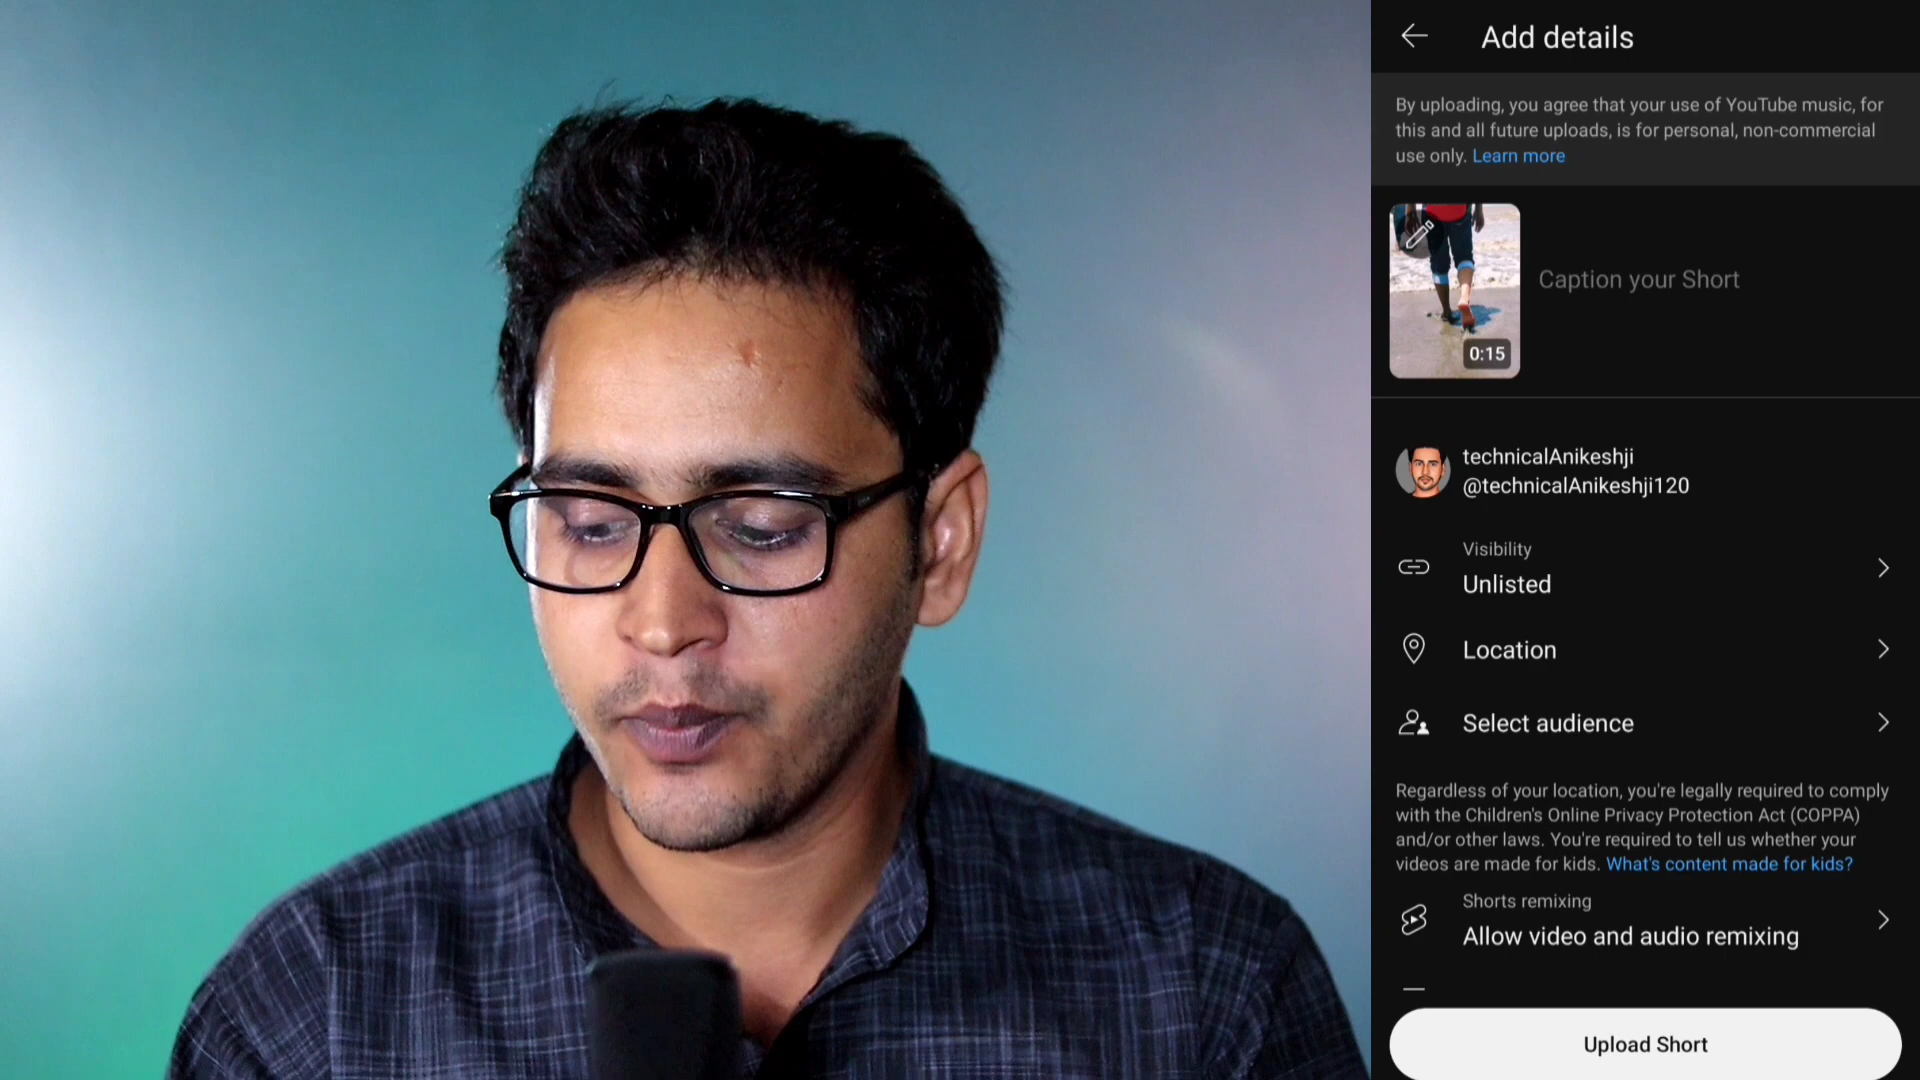 Add details
By uploading, you agree that your use of YouTube music, for
this and all future uploads, is for personal, non-commercial
use only. Learn more
Caption your Short
0:15
technicalAnikeshji
@technicalAnikeshji120
Visibility
Unlisted
Location
Select audience
Regardless of your location, you're legally required to comply
with the Children's Online Privacy Protection Act (COPPA)
and/or other laws. You're required to tell us whether your
videos are made for kids. What's content made for kids?
Shorts remixing
Allow video and audio remixing
Upload Short